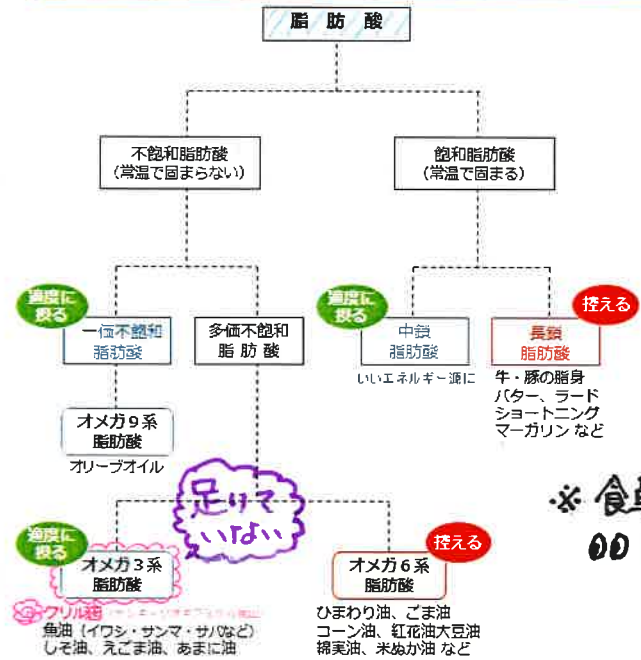 脂肪酸
不飽和脂肪酸
(常温で固まらない)
飽和脂肪酸
(常温で固まる)
適度に
摂る
一価不飽和
脂肪酸
多価不飽和
脂肪酸
適度に
摂る
中鎖
脂肪酸
いいエネルギー源に
控える
長鎖
脂肪酸
牛・豚の脂身
バター、ラード
ショートニング
マーガリン など
オメガ9系
脂肪酸
オリーブオイル
足りて
いない
適度に
摂る
オメガ3系
脂肪酸
クリル油
魚油(イワシ・サンマ・サバなど)
しそ油、えごま油、あまに油
控える
オメガ6系
脂肪酸
ひまわり油、ごま油
コーン油、紅花油大豆油
綿実油、米ぬか油 など
※ 食